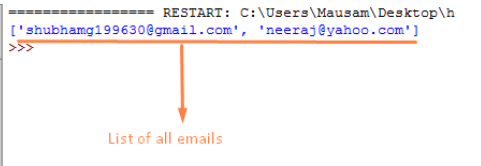 ================= RESTART: C:\Users\Mausam\Desktop\h
['shubhamg199630@gmail.com', 'neeraj@yahoo.com']
>>>
List of all emails